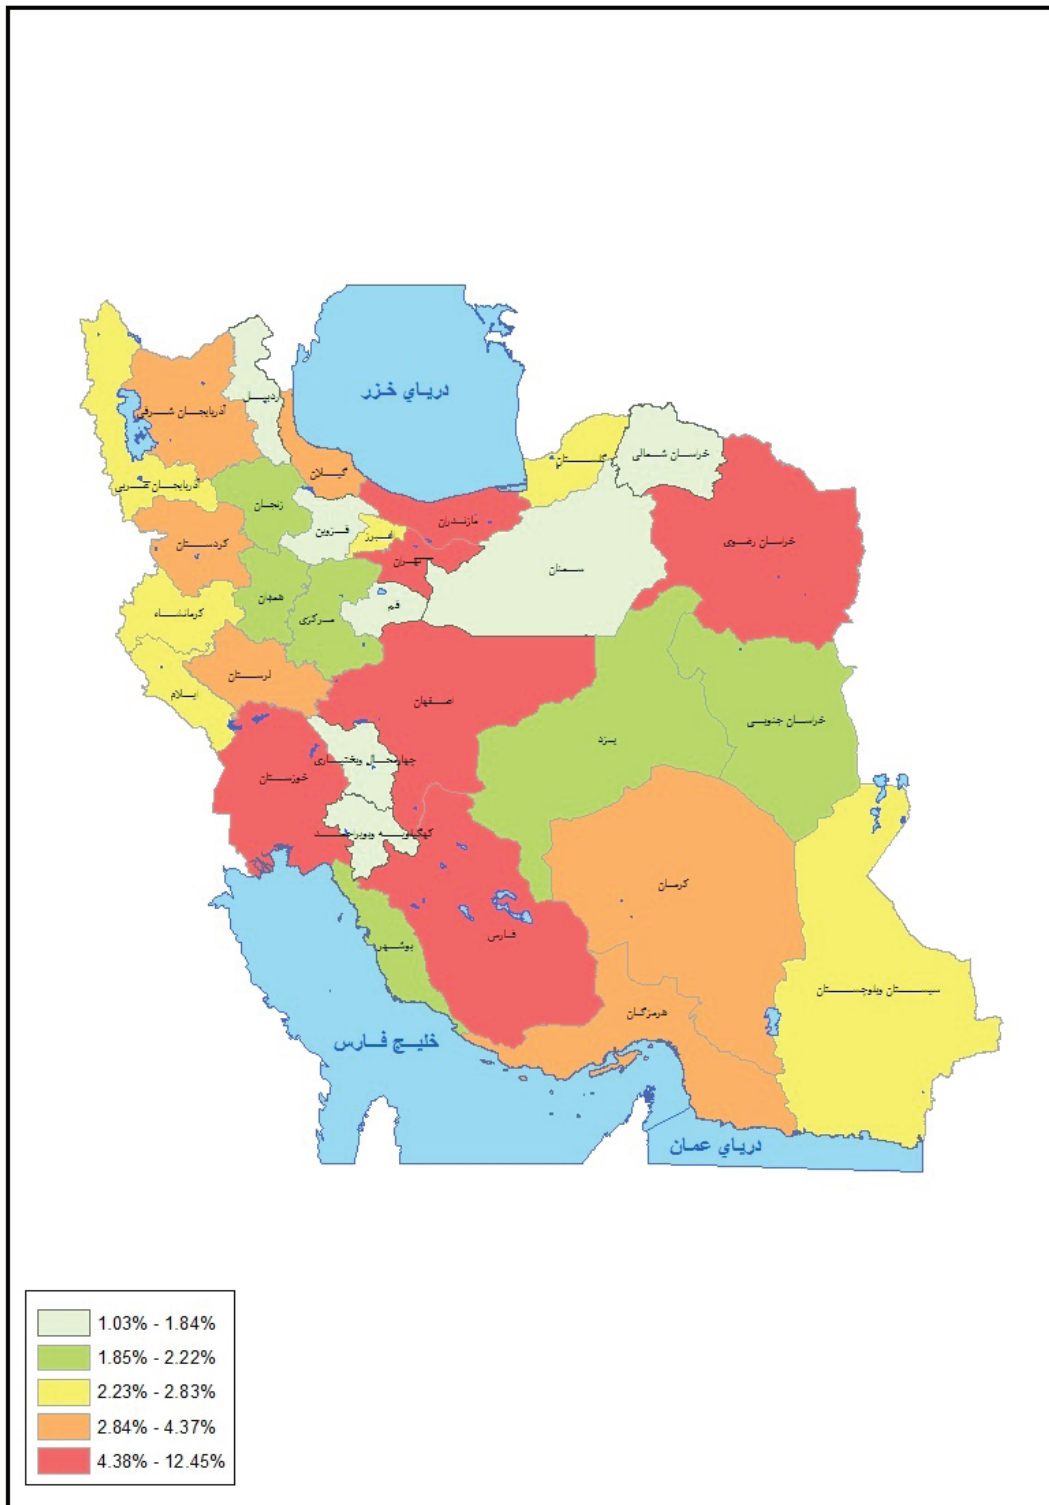 دریاي خزر
اردبیل
آذربایجان شرقی
گیلان
گلستان
خراسان شمالی
آذربایجان غربی
زنجان
قزوین
البرز
مازندران
خراسان رضوی
کردستان
تهران
سمنان
کرمانشاه
همدان
مرکزی
قم
لرستان
ایلام
اصفهان
خراسان جنوبی
یزد
خوزستان
چهارمحال وبختیاری
کهگیلویه وبویراحمد
کرمان
فارس
بوشهر
سیستان وبلوچستان
هرمزگان
خلیج فارس
دریاي عمان
1.03% - 1.84%
1.85% - 2.22%
2.23% - 2.83%
2.84% - 4.37%
4.38% - 12.45%